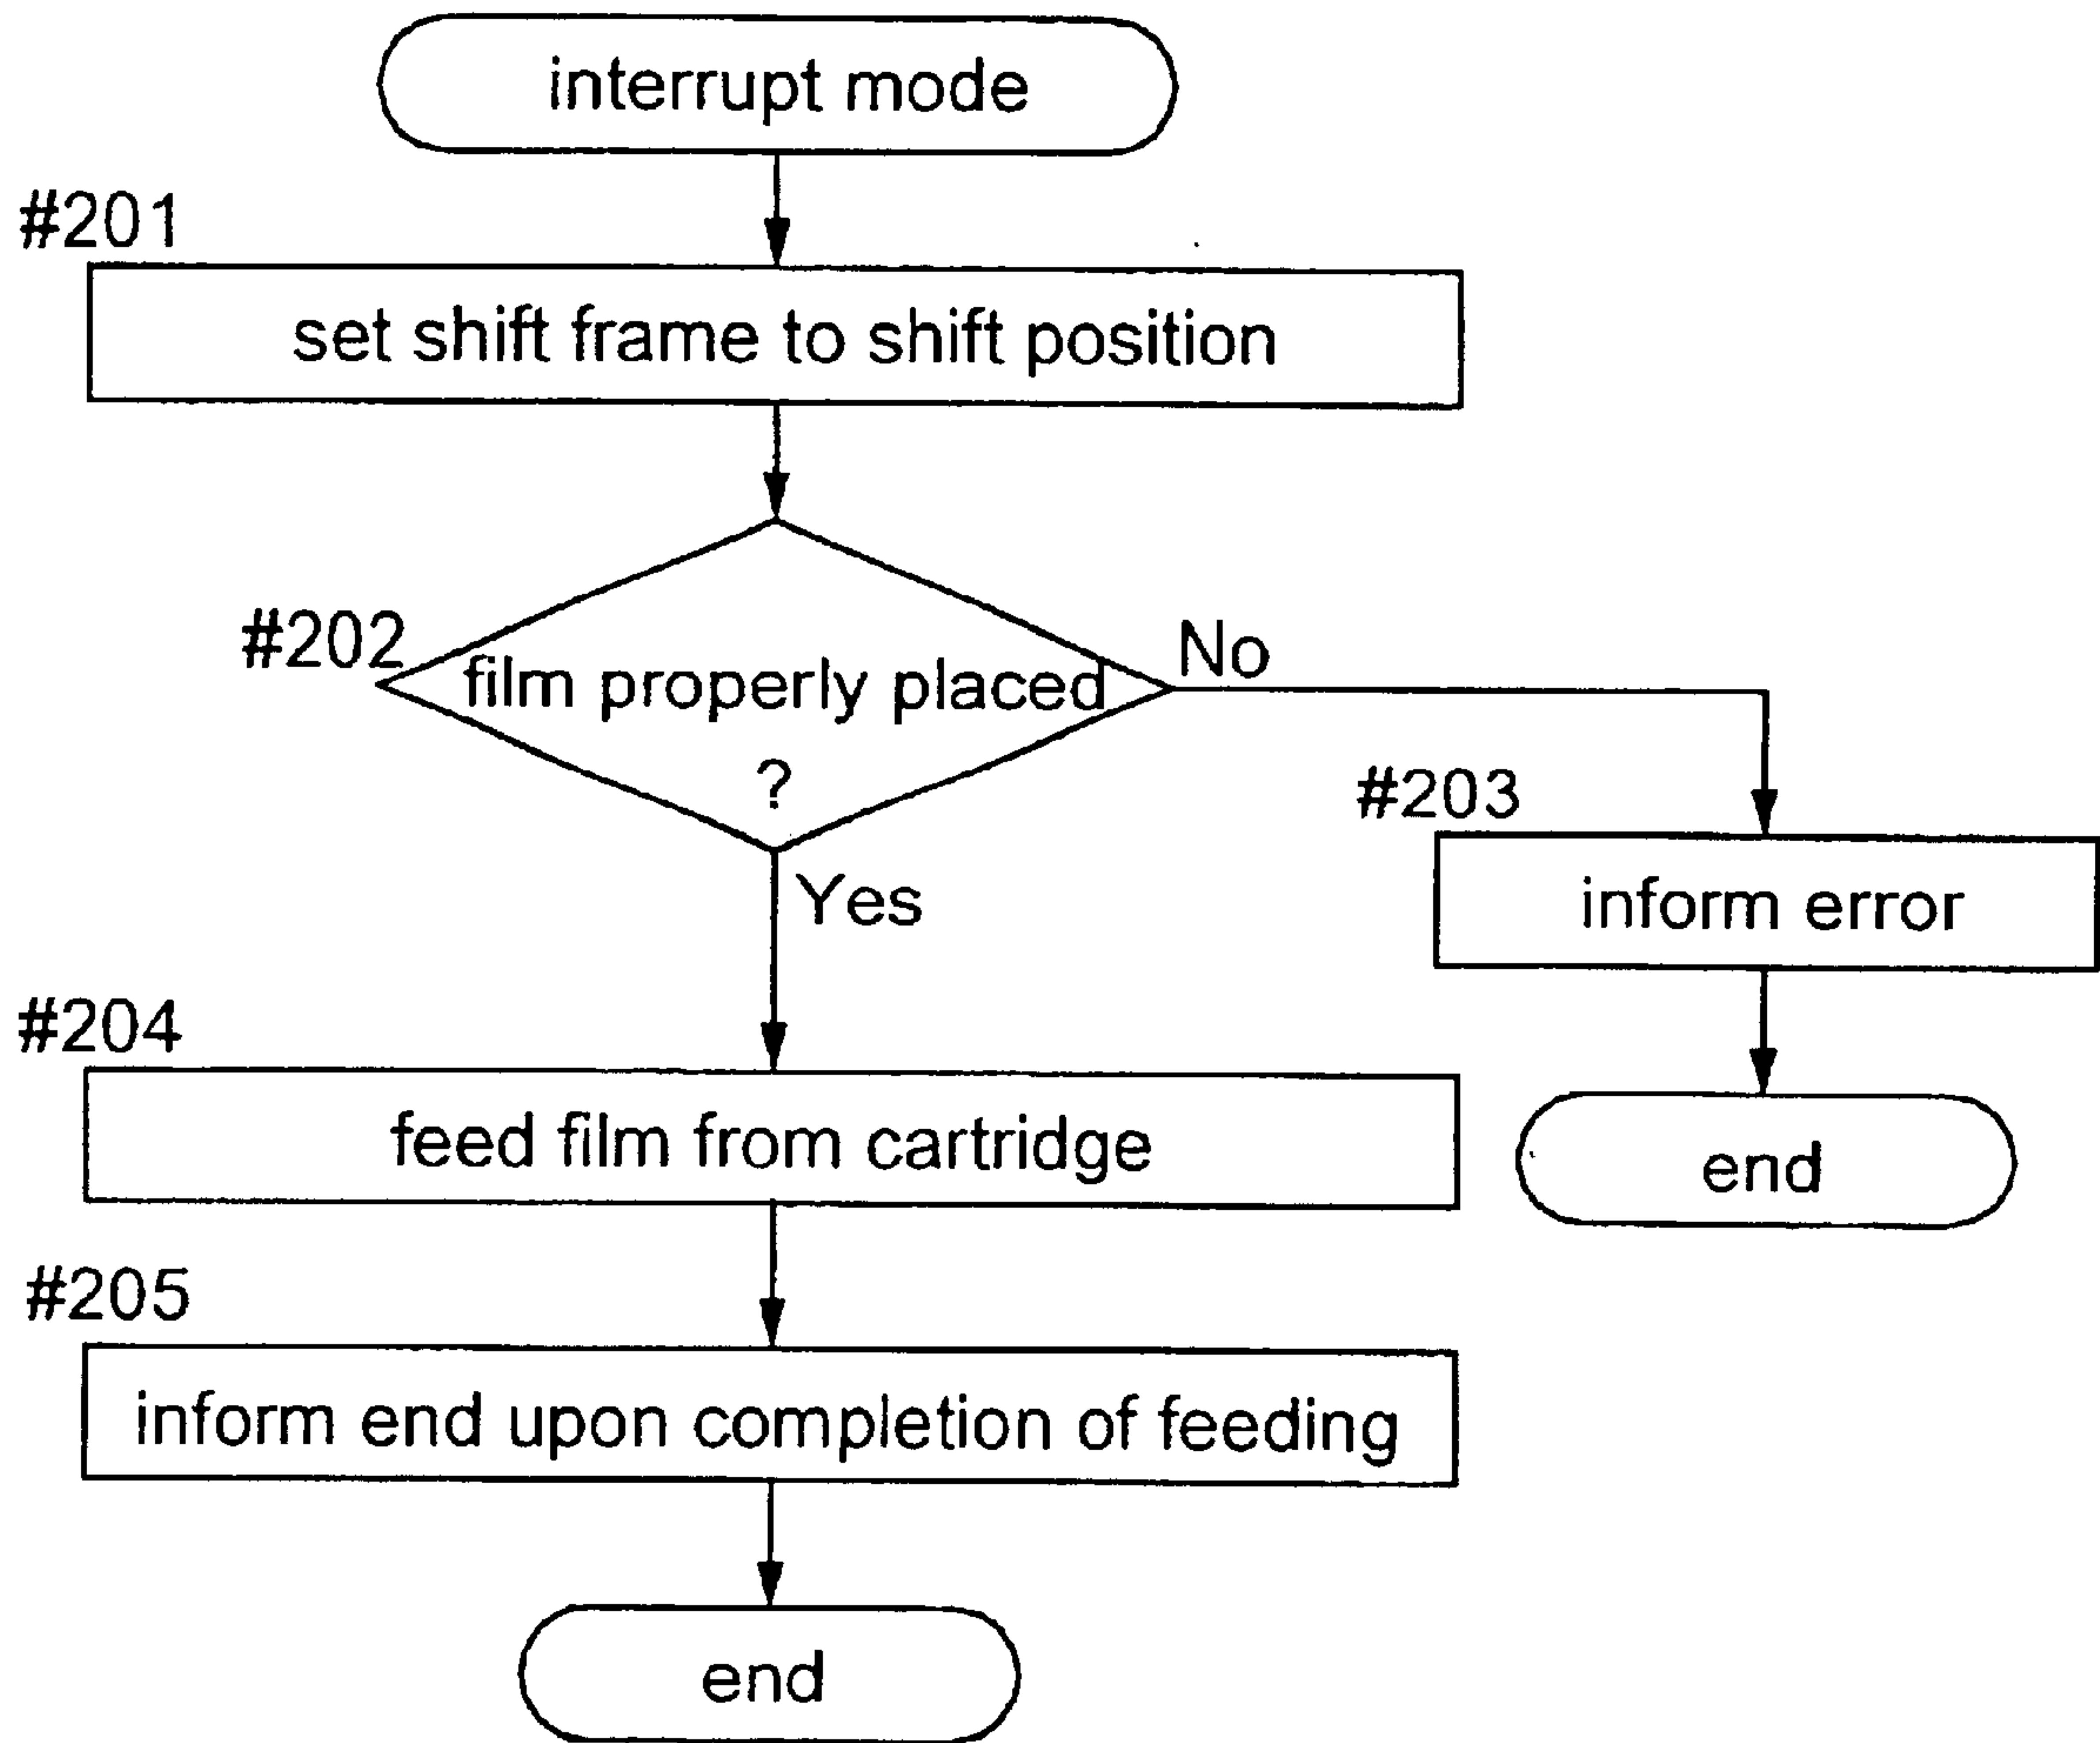 interrupt mode
#201
set shift frame to shift position
#202
film properly placed
?
No
Yes
#203
inform error
end
#204
feed film from cartridge
#205
inform end upon completion of feeding
end